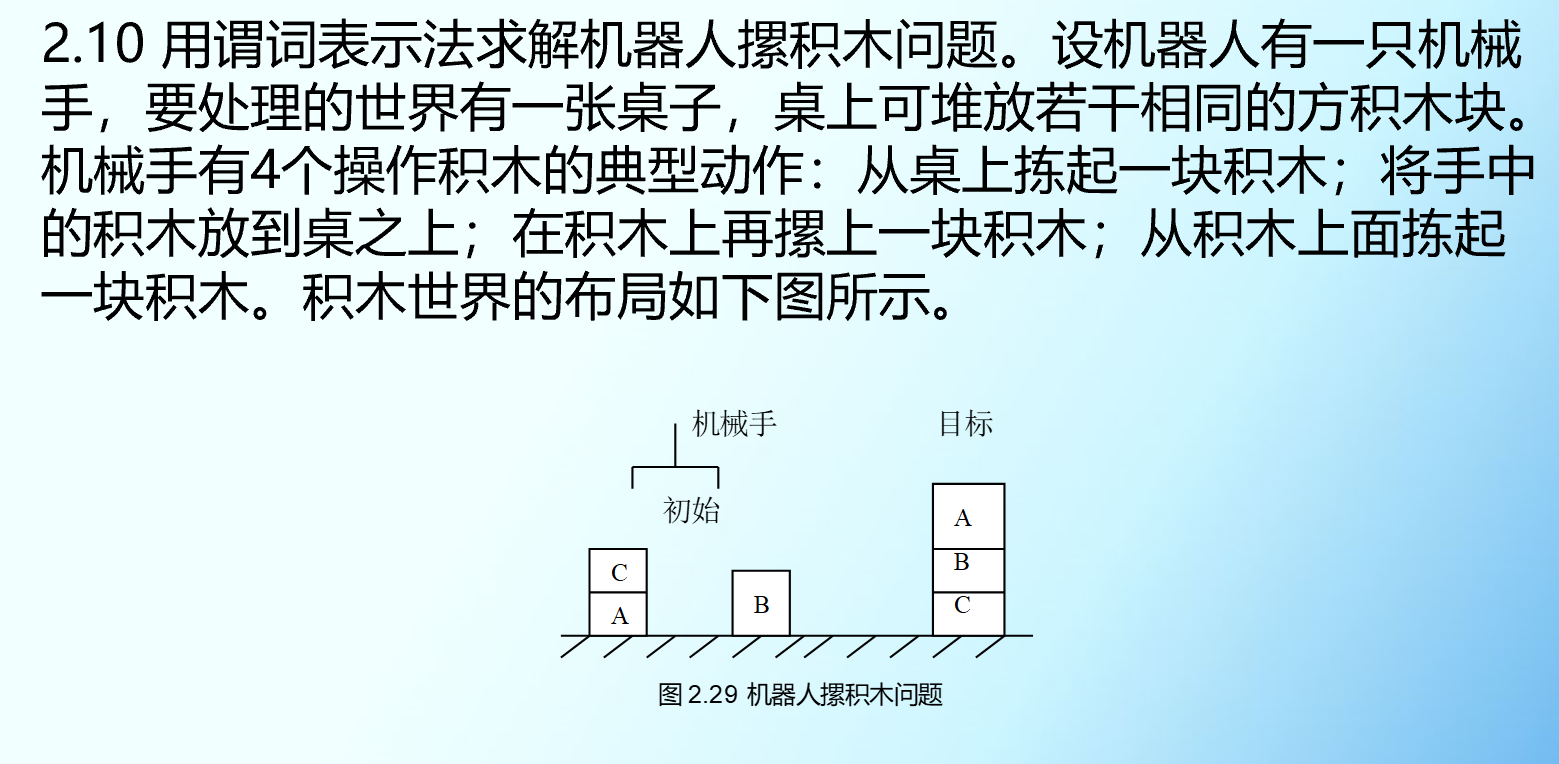 2.10 用谓词表示法求解机器人摞积木问题。设机器人有一只机械
手，要处理的世界有一张桌子，桌上可堆放若干相同的方积木块。
机械手有4个操作积木的典型动作：从桌上拣起一块积木；将手中
的积木放到桌之上；在积木上再摞上一块积木；从积木上面拣起
一块积木。积木世界的布局如下图所示。
机械手
目标
初始
A
C
B
A
B
C
图 2.29 机器人摞积木问题